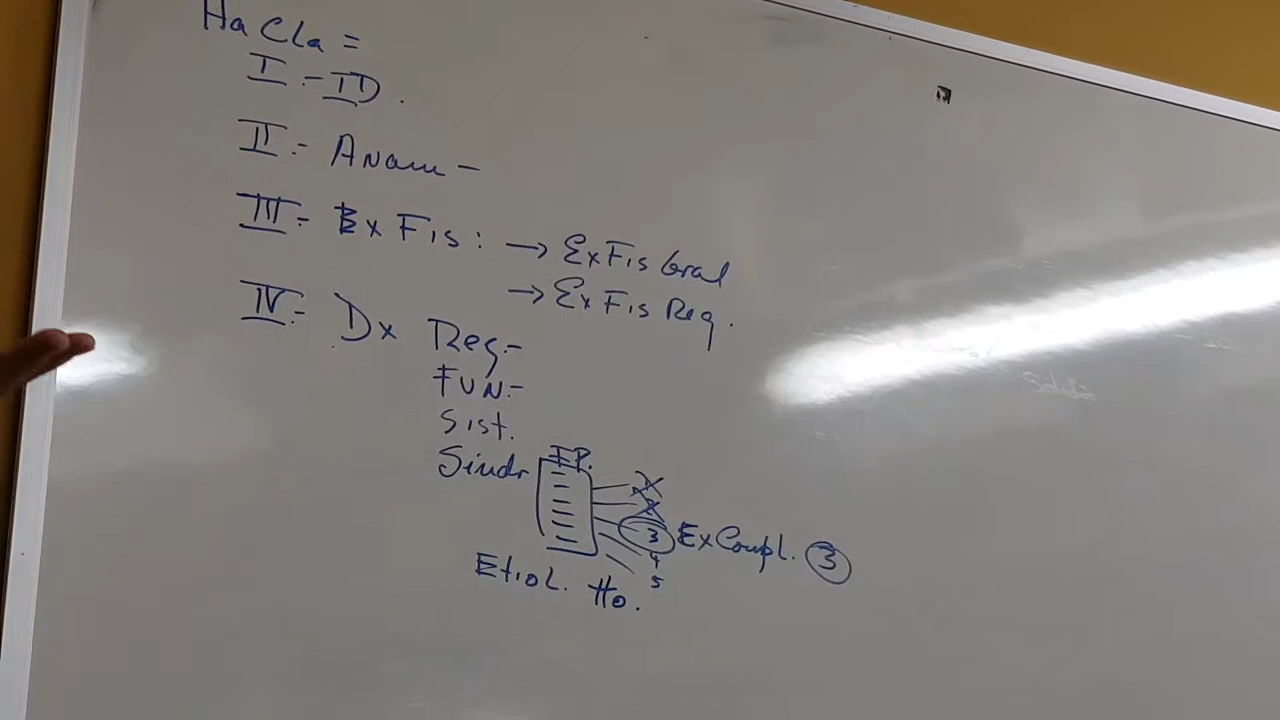 Ha Cla =
I.- ID.
II.- Anam -
III.- Ex Fis: → Ex Fis Gral
→ Ex Fis Reg.
IV.- Dx Reg.-
FUN.-
Sist.
Sindr
I.P.
3 Ex Compl. 3
4
5
Etiol. Ho.